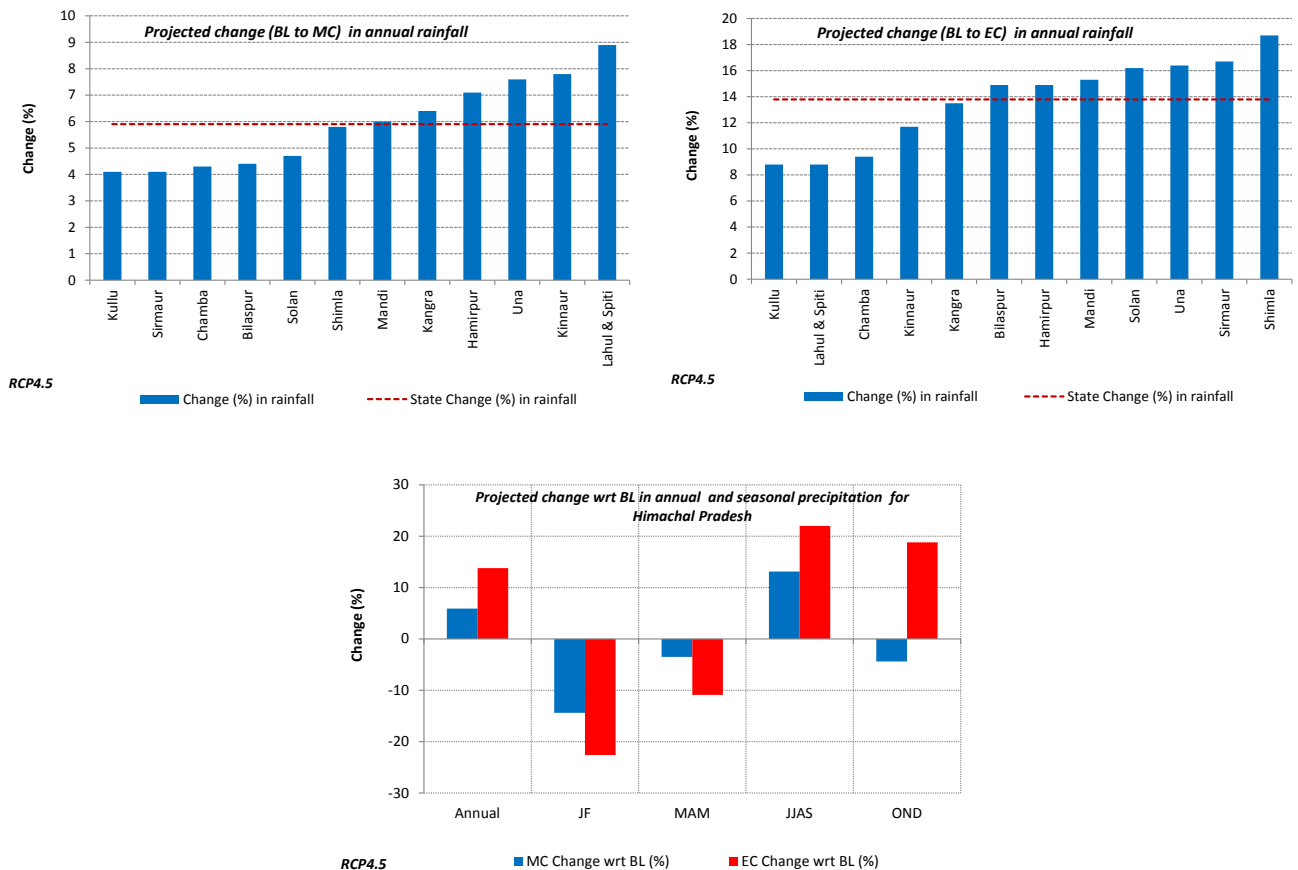 Projected change (BL to MC) in annual rainfall
Change (%)
10
9
8
7
6
5
4
3
2
1
0
Kullu
Sirmaur
Chamba
Bilaspur
Solan
Shimla
Mandi
Kangra
Hamirpur
Una
Kinnaur
Lahul & Spiti
RCP4.5
Change (%) in rainfall
State Change (%) in rainfall
Projected change (BL to EC) in annual rainfall
Change (%)
20
18
16
14
12
10
8
6
4
2
0
Kullu
Lahul & Spiti
Chamba
Kinnaur
Kangra
Bilaspur
Hamirpur
Mandi
Solan
Una
Sirmaur
Shimla
RCP4.5
Change (%) in rainfall
State Change (%) in rainfall
Projected change wrt BL in annual and seasonal precipitation for
Himachal Pradesh
Change (%)
30
20
10
0
-10
-20
-30
Annual
JF
MAM
JJAS
OND
RCP4.5
MC Change wrt BL (%)
EC Change wrt BL (%)